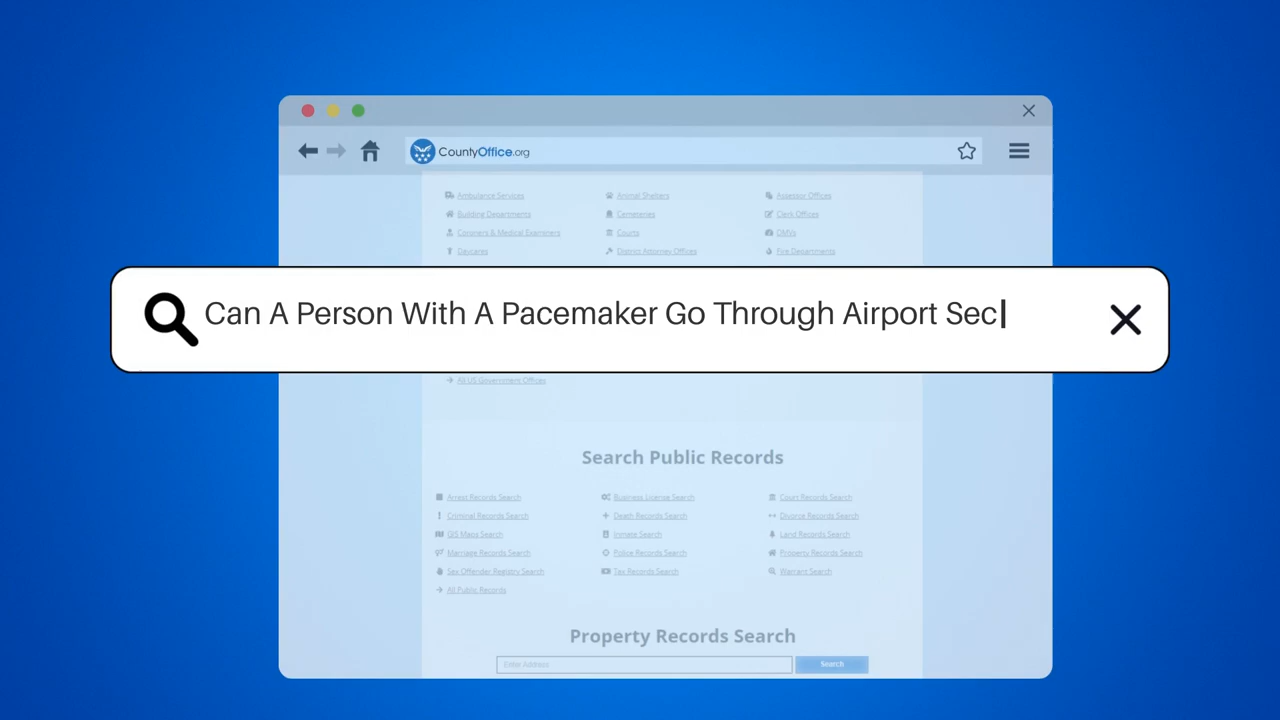 CountyOffice.org
Ambulance Services
Animal Shelters
Assessor Offices
Building Departments
Cemeteries
Clerk Offices
Coroners & Medical Examiners
Courts
DMVs
Daycares
District Attorney Offices
Fire Departments
Can A Person With A Pacemaker Go Through Airport Sec
All US Government Offices
Search Public Records
Arrest Records Search
Business License Search
Court Records Search
Criminal Records Search
Death Records Search
Divorce Records Search
GIS Maps Search
Inmate Search
Land Records Search
Marriage Records Search
Police Records Search
Property Records Search
Sex Offender Registry Search
Tax Records Search
Warrant Search
All Public Records
Property Records Search
Enter Address
Search